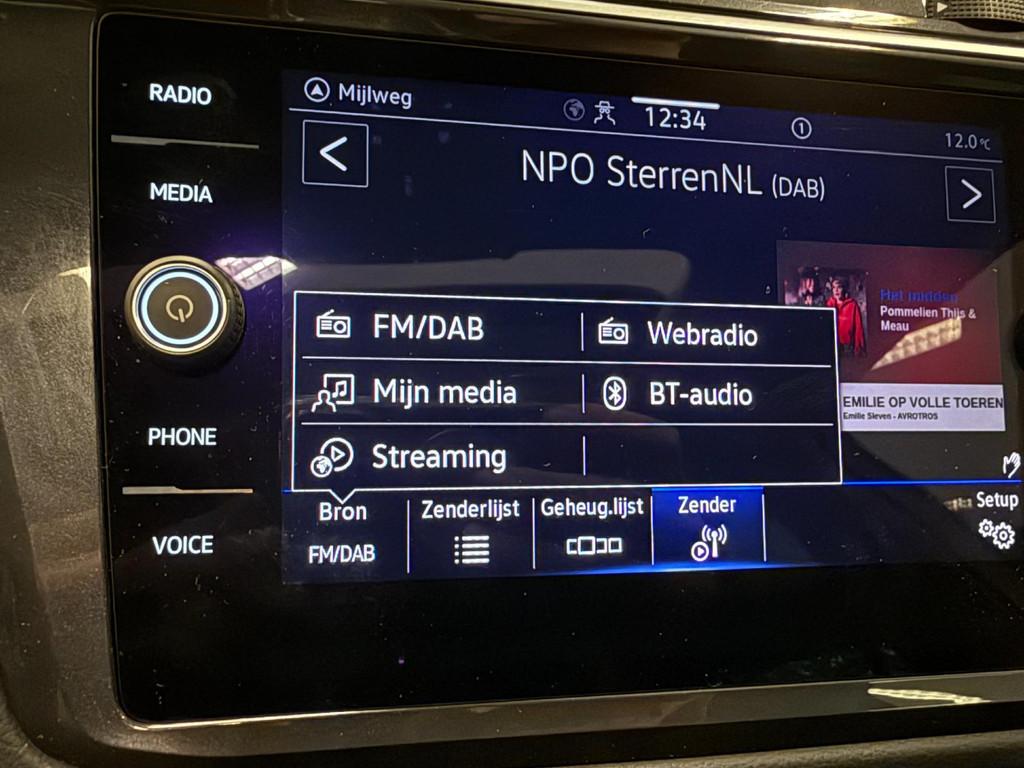 RADIO
MEDIA
PHONE
VOICE
Mijlweg
12:34
1
12.0°C
NPO SterrenNL (DAB)
Het midden
Pommelien Thijs &
Meau
EMILIE OP VOLLE TOEREN
Emilie Sleven - AVROTROS
FM/DAB
Webradio
Mijn media
BT-audio
Streaming
Bron
FM/DAB
Zenderlijst
Geheug.lijst
Zender
Setup